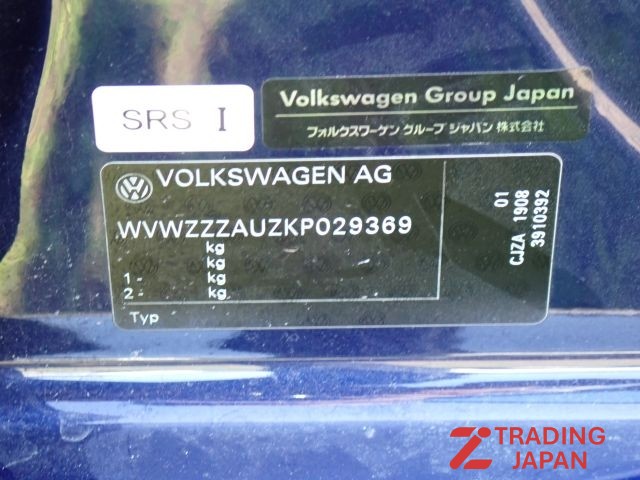 SRS I
Volkswagen Group Japan
フォルクスワーゲン グループ ジャパン 株式会社
VOLKSWAGEN AG
WVWZZZAUZKP029369
kg
kg
1 - kg
2 - kg
Typ
01
CJZA 1908
3910392
TRADING
JAPAN